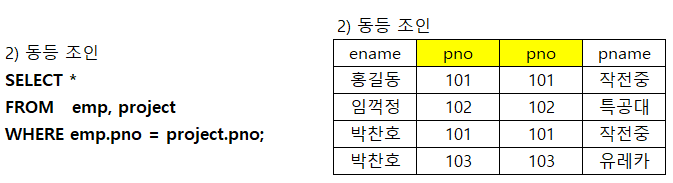 2) 동등 조인
SELECT *
FROM emp, project
WHERE emp.pno = project.pno;
2) 동등 조인
ename pno pno pname
홍길동 101 101 작전중
임꺽정 102 102 특공대
박찬호 101 101 작전중
박찬호 103 103 유레카